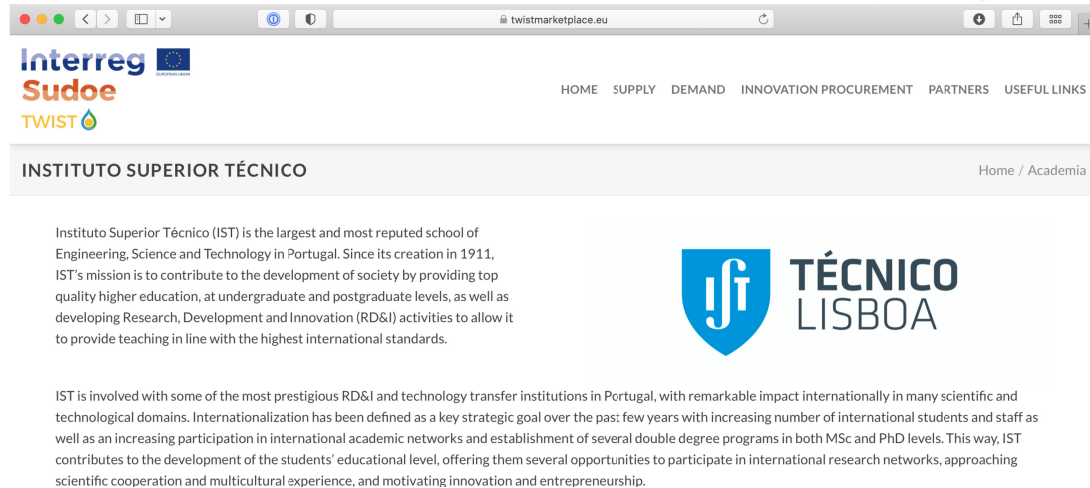 twistmarketplace.eu
Interreg
EUROPEAN UNION
Sudoe
TWIST
HOME SUPPLY DEMAND INNOVATION PROCUREMENT PARTNERS USEFUL LINKS
INSTITUTO SUPERIOR TÉCNICO
Home / Academia
Instituto Superior Técnico (IST) is the largest and most reputed school of
Engineering, Science and Technology in Portugal. Since its creation in 1911,
IST's mission is to contribute to the development of society by providing top
quality higher education, at undergraduate and postgraduate levels, as well as
developing Research, Development and Innovation (RD&I) activities to allow it
to provide teaching in line with the highest international standards.
TÉCNICO
LISBOA
IST is involved with some of the most prestigious RD&I and technology transfer institutions in Portugal, with remarkable impact internationally in many scientific and
technological domains. Internationalization has been defined as a key strategic goal over the past few years with increasing number of international students and staff as
well as an increasing participation in international academic networks and establishment of several double degree programs in both MSc and PhD levels. This way, IST
contributes to the development of the students' educational level, offering them several opportunities to participate in international research networks, approaching
scientific cooperation and multicultural experience, and motivating innovation and entrepreneurship.